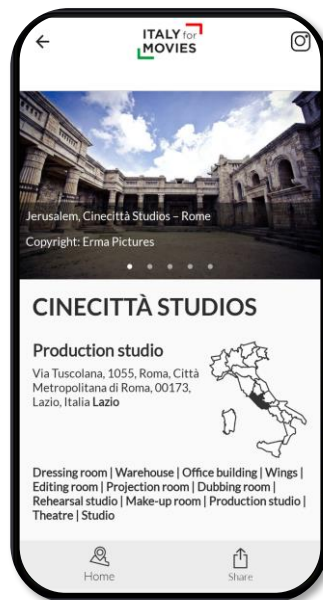 ITALY for
MOVIES
Jerusalem, Cinecittà Studios – Rome
Copyright: Erma Pictures
CINECITTÀ STUDIOS
Production studio
Via Tuscolana, 1055, Roma, Città
Metropolitana di Roma, 00173,
Lazio, Italia Lazio
Dressing room | Warehouse | Office building | Wings |
Editing room | Projection room | Dubbing room |
Rehearsal studio | Make-up room | Production studio |
Theatre | Studio
Home
Share